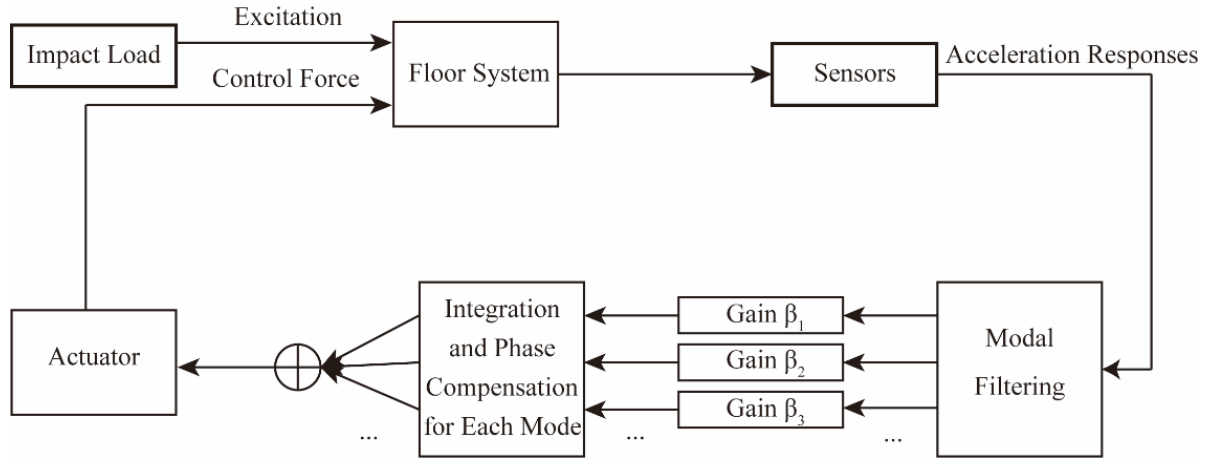 Excitation
Impact Load
Control Force
Floor System
Sensors
Acceleration Responses
Actuator
Integration
and Phase
Compensation
for Each Mode
Gain β₁
Gain β₂
Gain β₃
Modal
Filtering
...
...
...